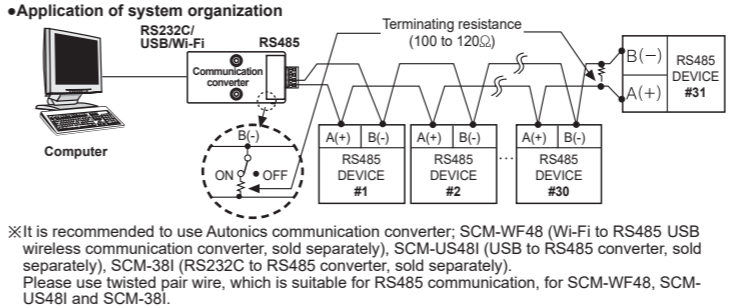 ●Application of system organization
RS232C/
USB/Wi-Fi
RS485
Terminating resistance
(100 to 120Ω)
Communication
converter
Computer
B(-)
ON
OFF
A(+) B(-)
RS485
DEVICE
#1
A(+) B(-)
RS485
DEVICE
#2
...
A(+) B(-)
RS485
DEVICE
#30
B(−)
A(+)
RS485
DEVICE
#31
※It is recommended to use Autonics communication converter; SCM-WF48 (Wi-Fi to RS485 USB
wireless communication converter, sold separately), SCM-US48I (USB to RS485 converter, sold
separately), SCM-38I (RS232C to RS485 converter, sold separately).
Please use twisted pair wire, which is suitable for RS485 communication, for SCM-WF48, SCM-
US48I and SCM-38I.